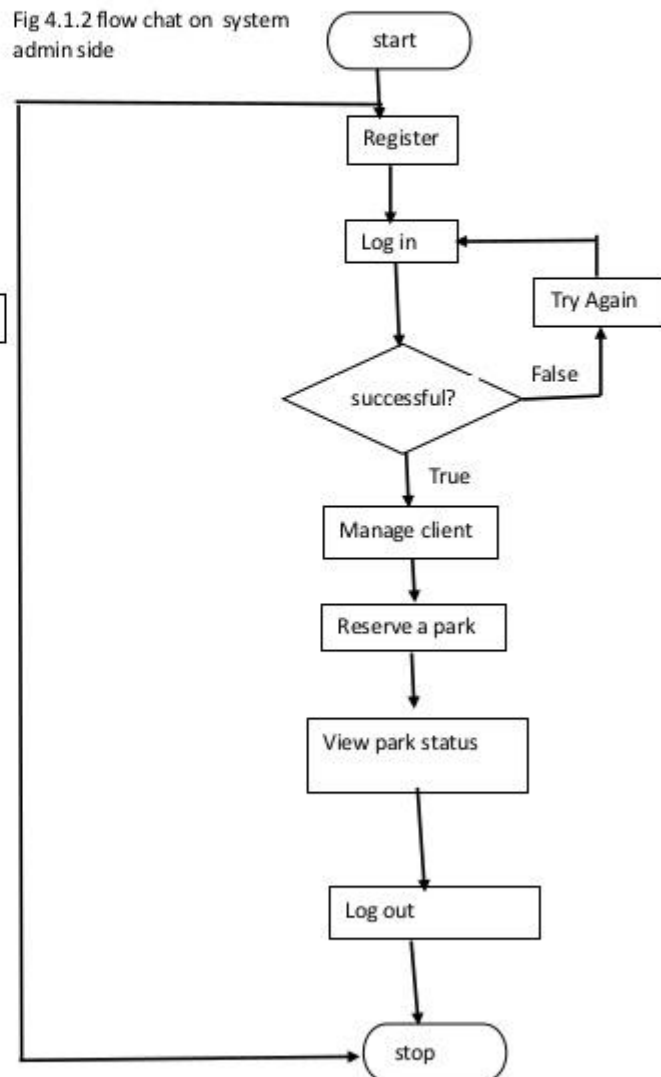 Fig 4.1.2 flow chat on system
admin side
start
Register
Log in
Try Again
False
successful?
True
Manage client
Reserve a park
View park status
Log out
stop